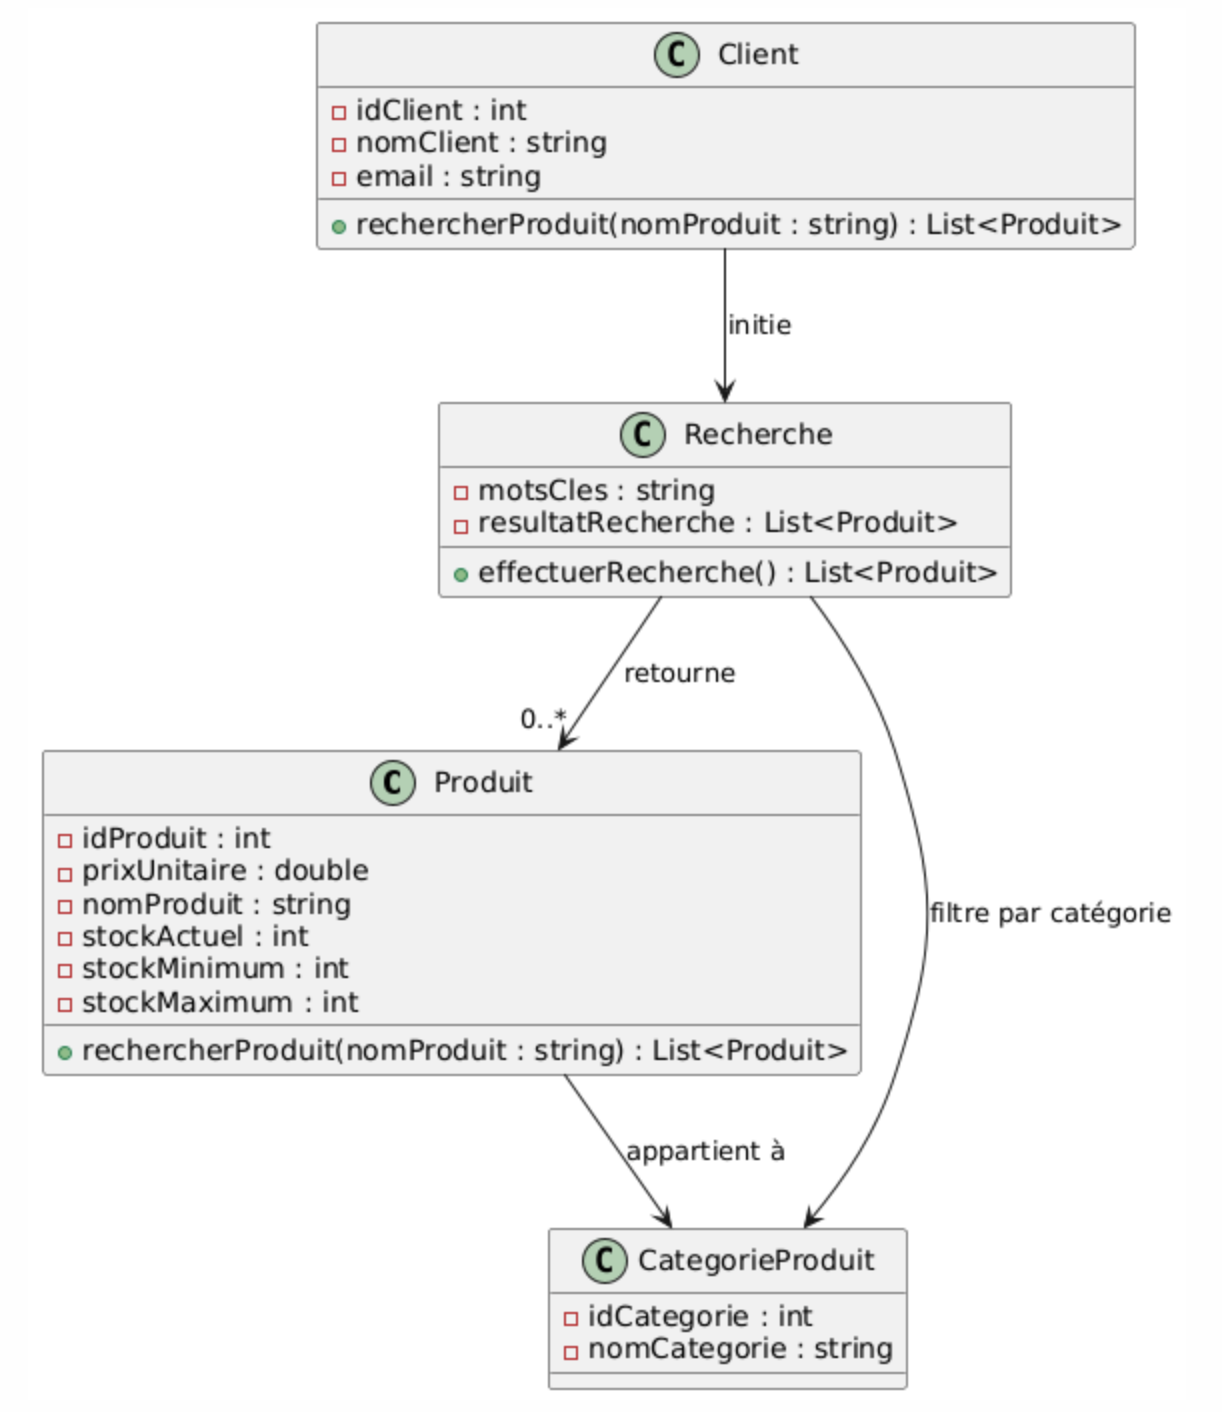 C Client
idClient : int
nomClient : string
email : string
rechercherProduit(nomProduit : string) : List<Produit>
initie
C Recherche
motsCles : string
resultatRecherche : List<Produit>
effectuerRecherche() : List<Produit>
retourne
0..*
C Produit
idProduit : int
prixUnitaire : double
nomProduit : string
stockActuel : int
stockMinimum : int
stockMaximum : int
rechercherProduit(nomProduit : string) : List<Produit>
filtre par catégorie
appartient à
C CategorieProduit
idCategorie : int
nomCategorie : string